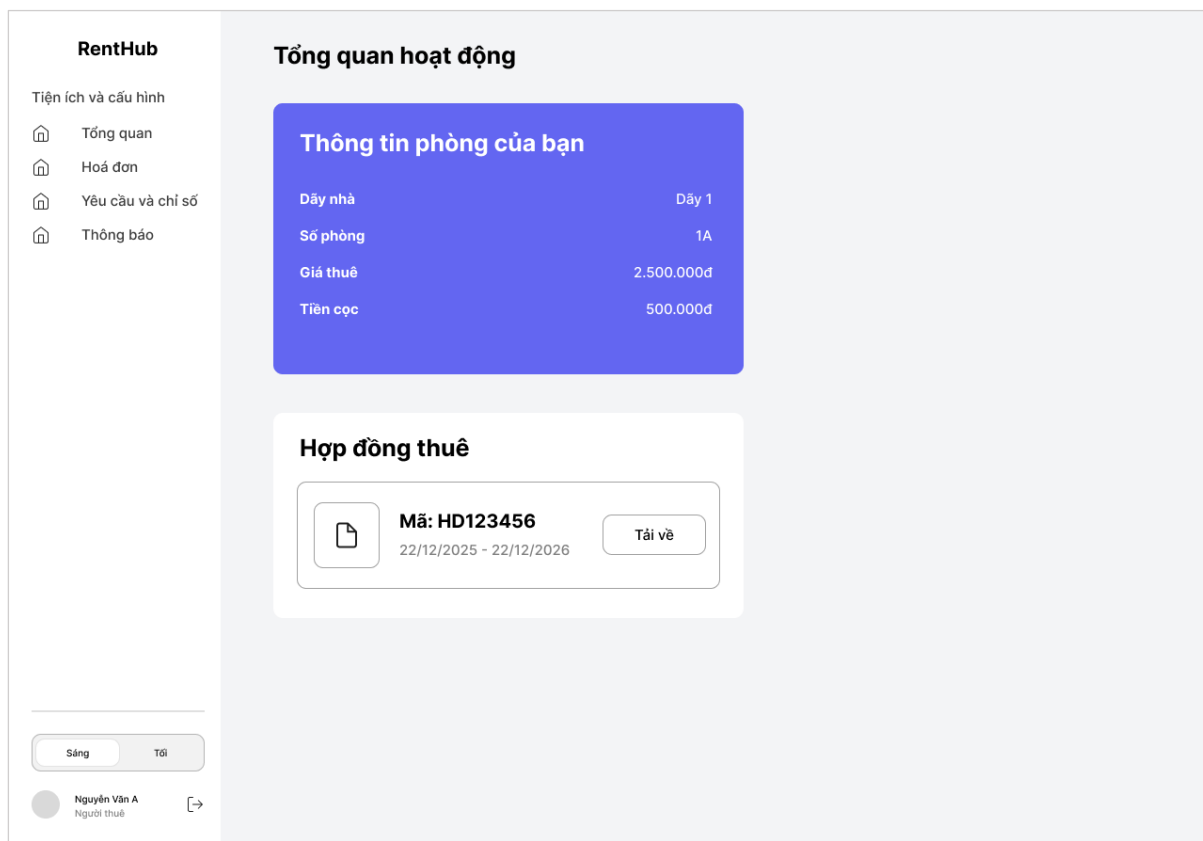 RentHub
Tiện ích và cấu hình
Tổng quan
Hoá đơn
Yêu cầu và chỉ số
Thông báo
Sáng Tối
Nguyễn Văn A
Người thuê
Tổng quan hoạt động
Thông tin phòng của bạn
Dãy nhà Dãy 1
Số phòng 1A
Giá thuê 2.500.000đ
Tiền cọc 500.000đ
Hợp đồng thuê
Mã: HD123456
22/12/2025 - 22/12/2026
Tải về